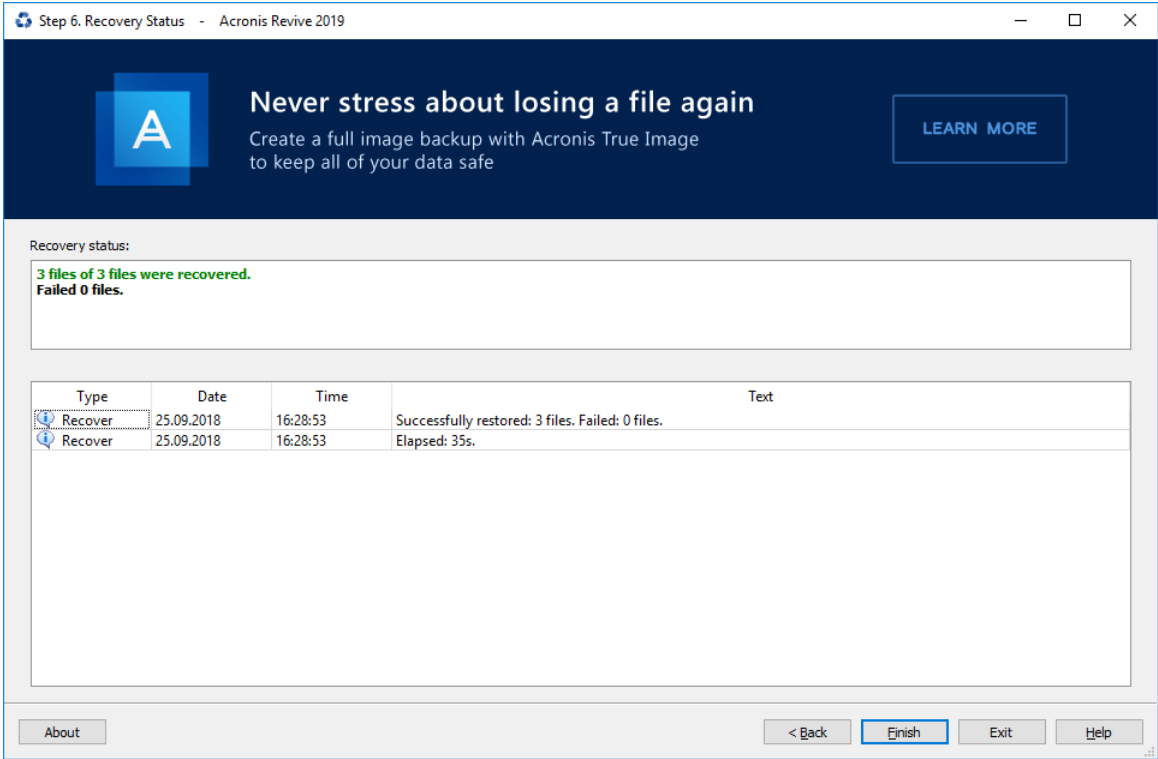 Step 6. Recovery Status - Acronis Revive 2019
Never stress about losing a file again
Create a full image backup with Acronis True Image
to keep all of your data safe
LEARN MORE
Recovery status:
3 files of 3 files were recovered.
Failed 0 files.
Type Date Time Text
Recover 25.09.2018 16:28:53 Successfully restored: 3 files. Failed: 0 files.
Recover 25.09.2018 16:28:53 Elapsed: 35s.
About < Back Finish Exit Help